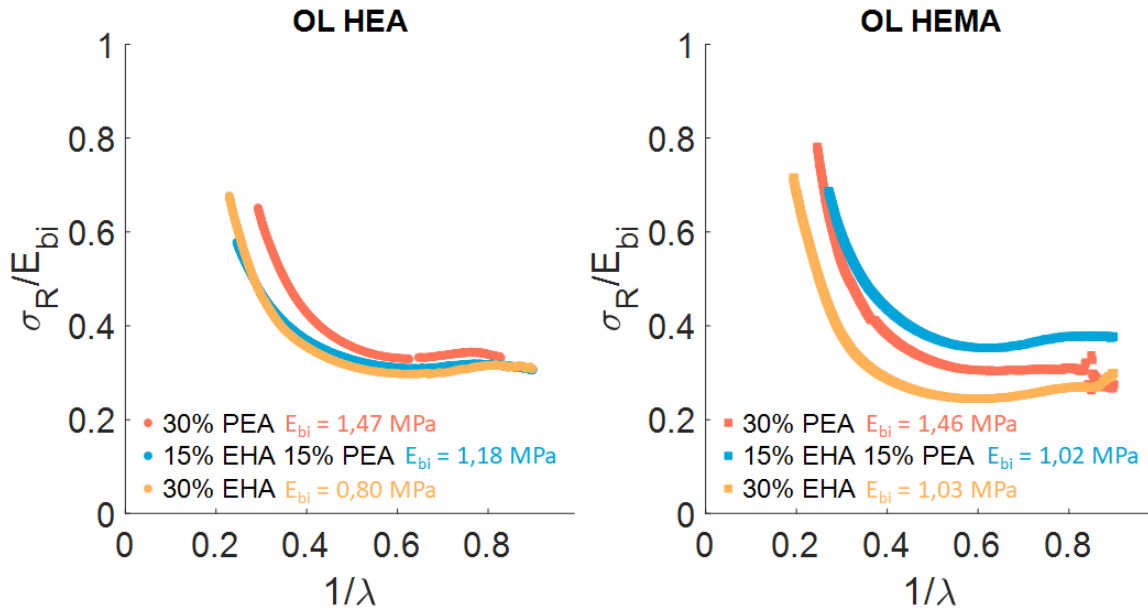 OL HEA
1
0.8
0.6
0.4
0.2
0
σR/Ebi
30% PEA Ebi = 1,47 MPa
15% EHA 15% PEA Ebi = 1,18 MPa
30% EHA Ebi = 0,80 MPa
0 0.2 0.4 0.6 0.8
1/λ
OL HEMA
1
0.8
0.6
0.4
0.2
0
σR/Ebi
30% PEA Ebi = 1,46 MPa
15% EHA 15% PEA Ebi = 1,02 MPa
30% EHA Ebi = 1,03 MPa
0 0.2 0.4 0.6 0.8
1/λ